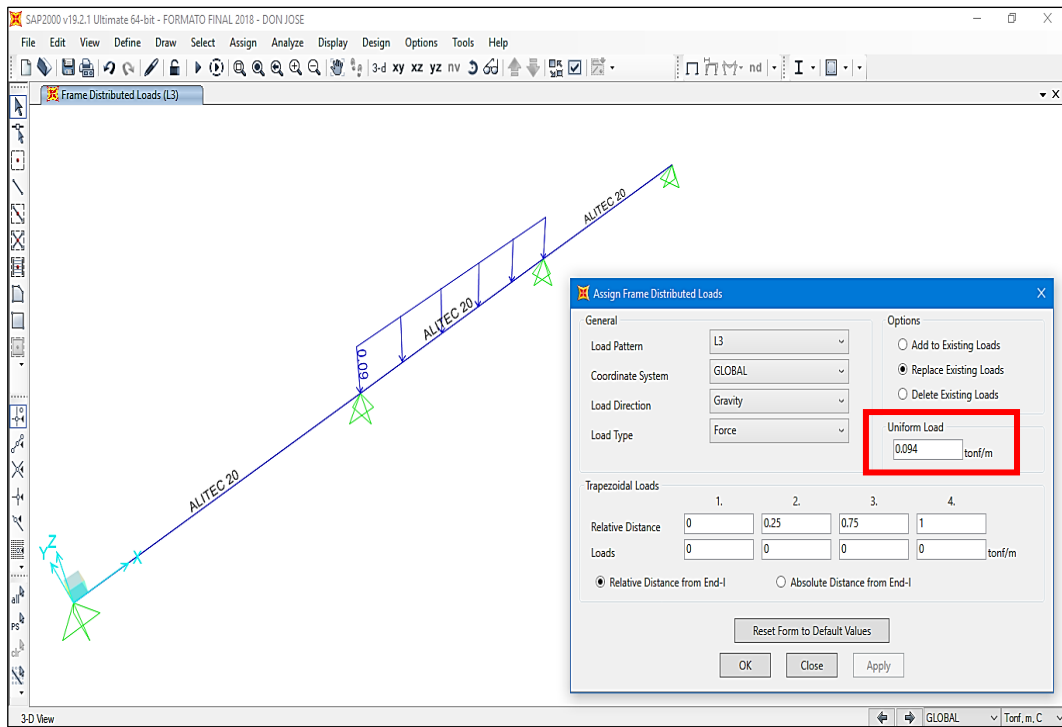 SAP2000 v19.2.1 Ultimate 64-bit - FORMATO FINAL 2018 - DON JOSE
File Edit View Define Draw Select Assign Analyze Display Design Options Tools Help
3-d xy xz yz nv nd
Frame Distributed Loads (L3)
X
ALITEC 20
ALITEC 20
0.09
ALITEC 20
Z
Y
X
all
PS
clr
Assign Frame Distributed Loads X
General
Load Pattern L3
Coordinate System GLOBAL
Load Direction Gravity
Load Type Force
Options
Add to Existing Loads
Replace Existing Loads
Delete Existing Loads
Uniform Load
0.094 tonf/m
Trapezoidal Loads
1. 2. 3. 4.
Relative Distance 0 0.25 0.75 1
Loads 0 0 0 0 tonf/m
Relative Distance from End-I Absolute Distance from End-I
Reset Form to Default Values
OK Close Apply
3-D View GLOBAL Tonf, m, C